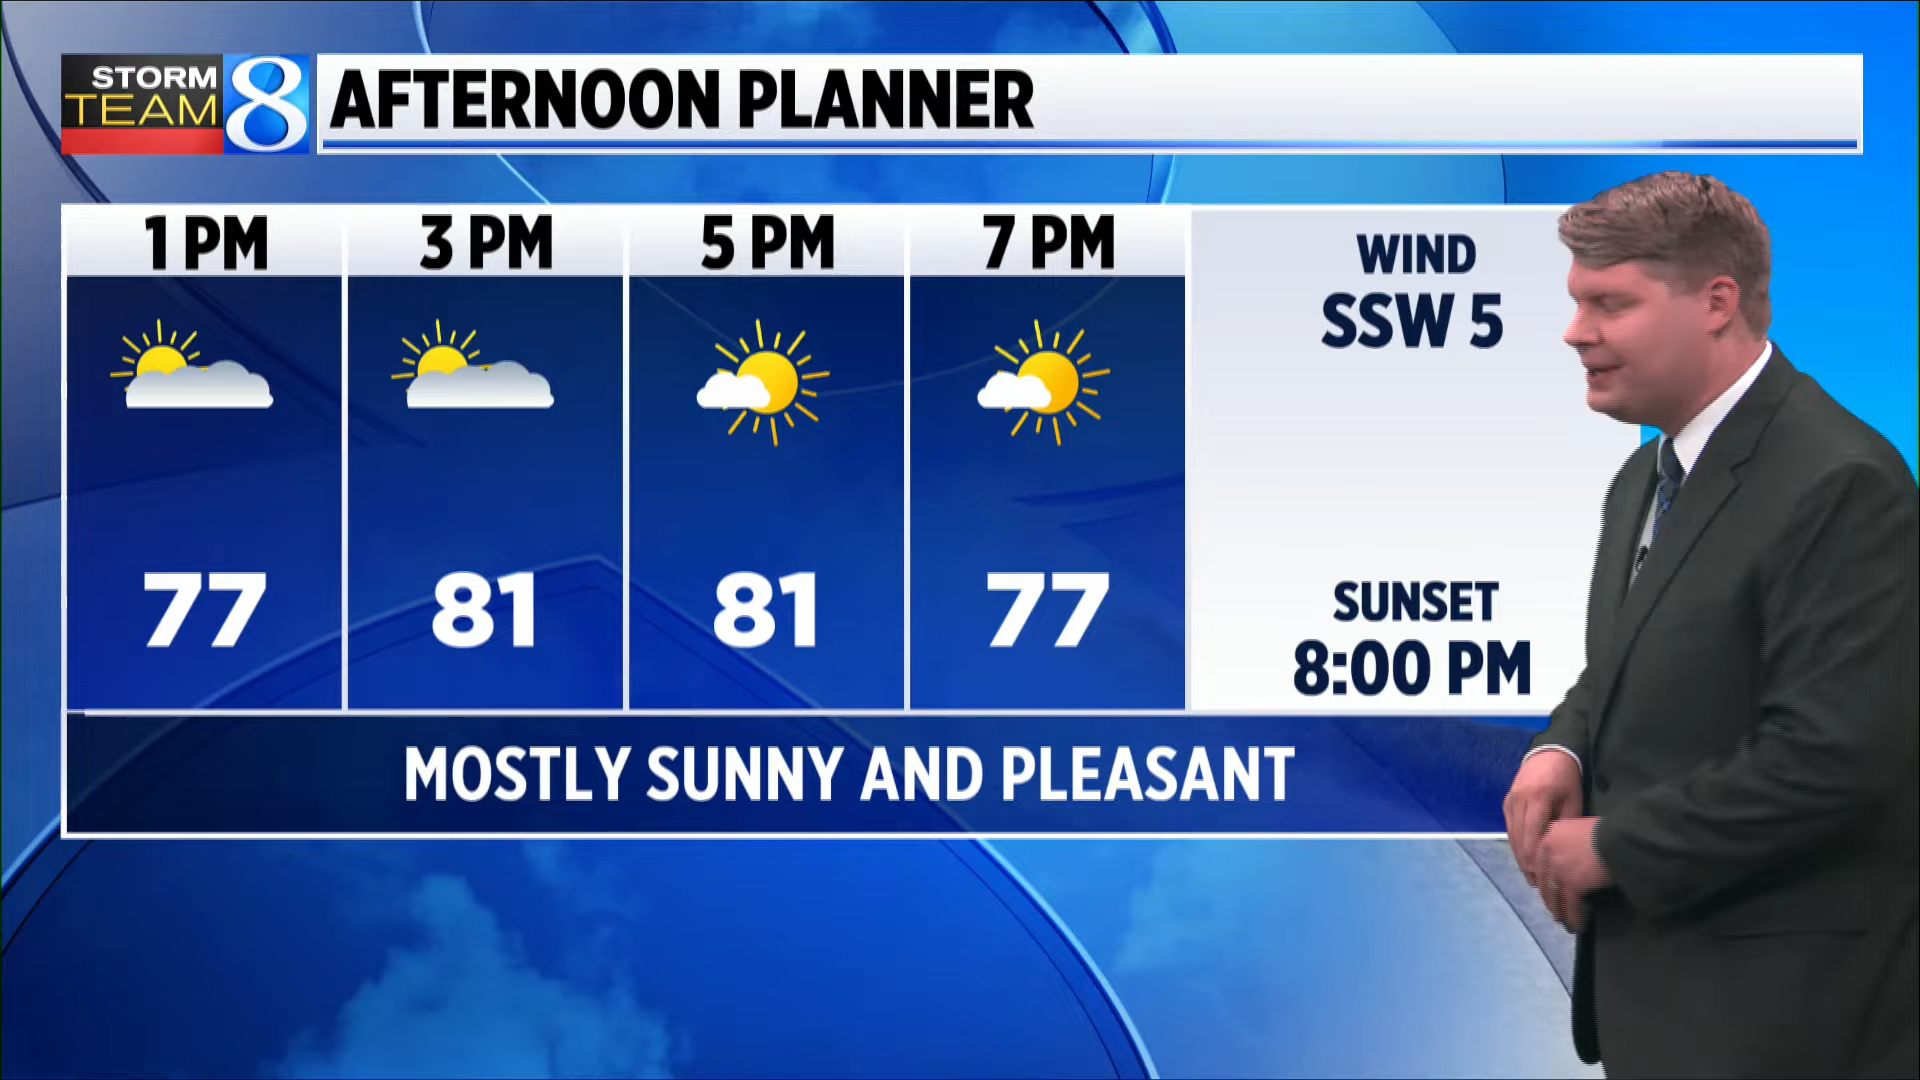 STORM
TEAM
8
AFTERNOON PLANNER
1 PM
3 PM
5 PM
7 PM
77
81
81
77
WIND
SSW 5
SUNSET
8:00 PM
MOSTLY SUNNY AND PLEASANT